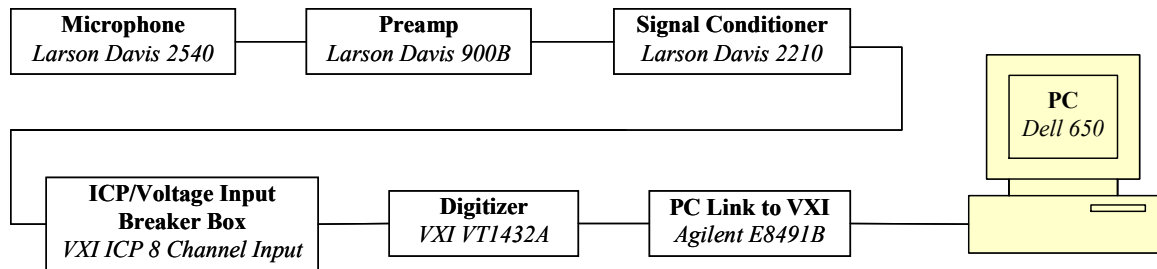 Microphone
Larson Davis 2540
Preamp
Larson Davis 900B
Signal Conditioner
Larson Davis 2210
PC
Dell 650
ICP/Voltage Input
Breaker Box
VXI ICP 8 Channel Input
Digitizer
VXI VT1432A
PC Link to VXI
Agilent E8491B